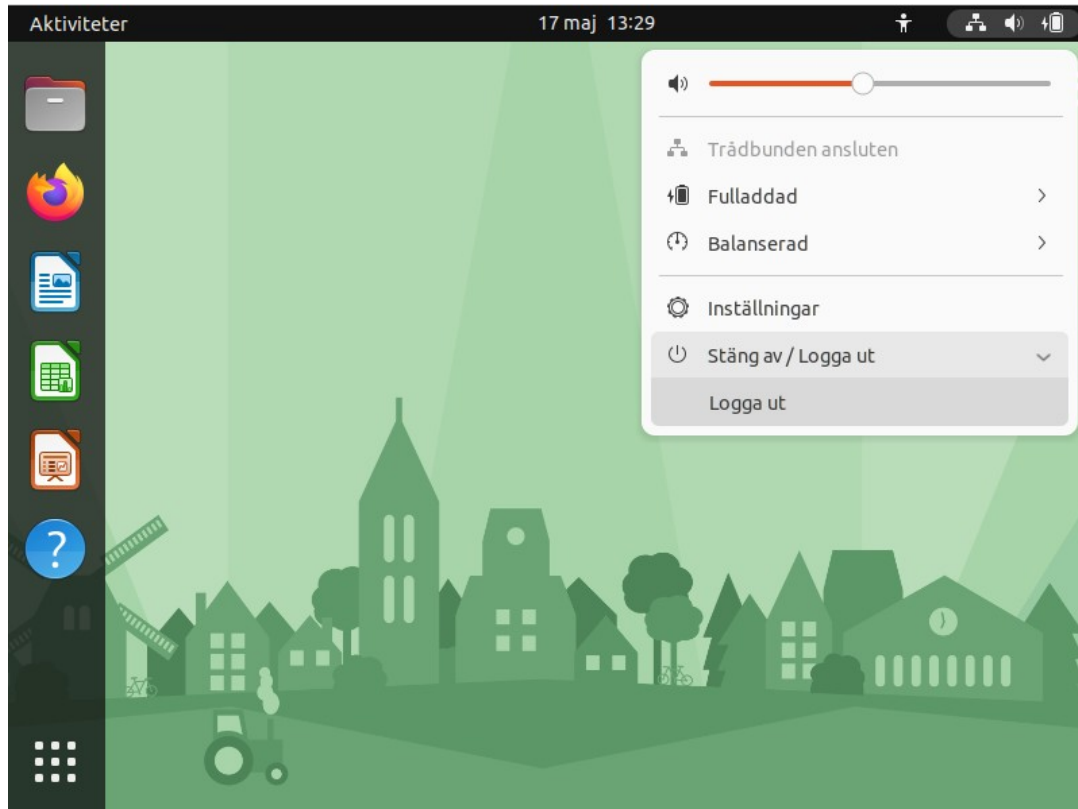 Aktiviteter
17 maj 13:29
Trådbunden ansluten
Fulladdad
Balanserad
Inställningar
Stäng av / Logga ut
Logga ut
?